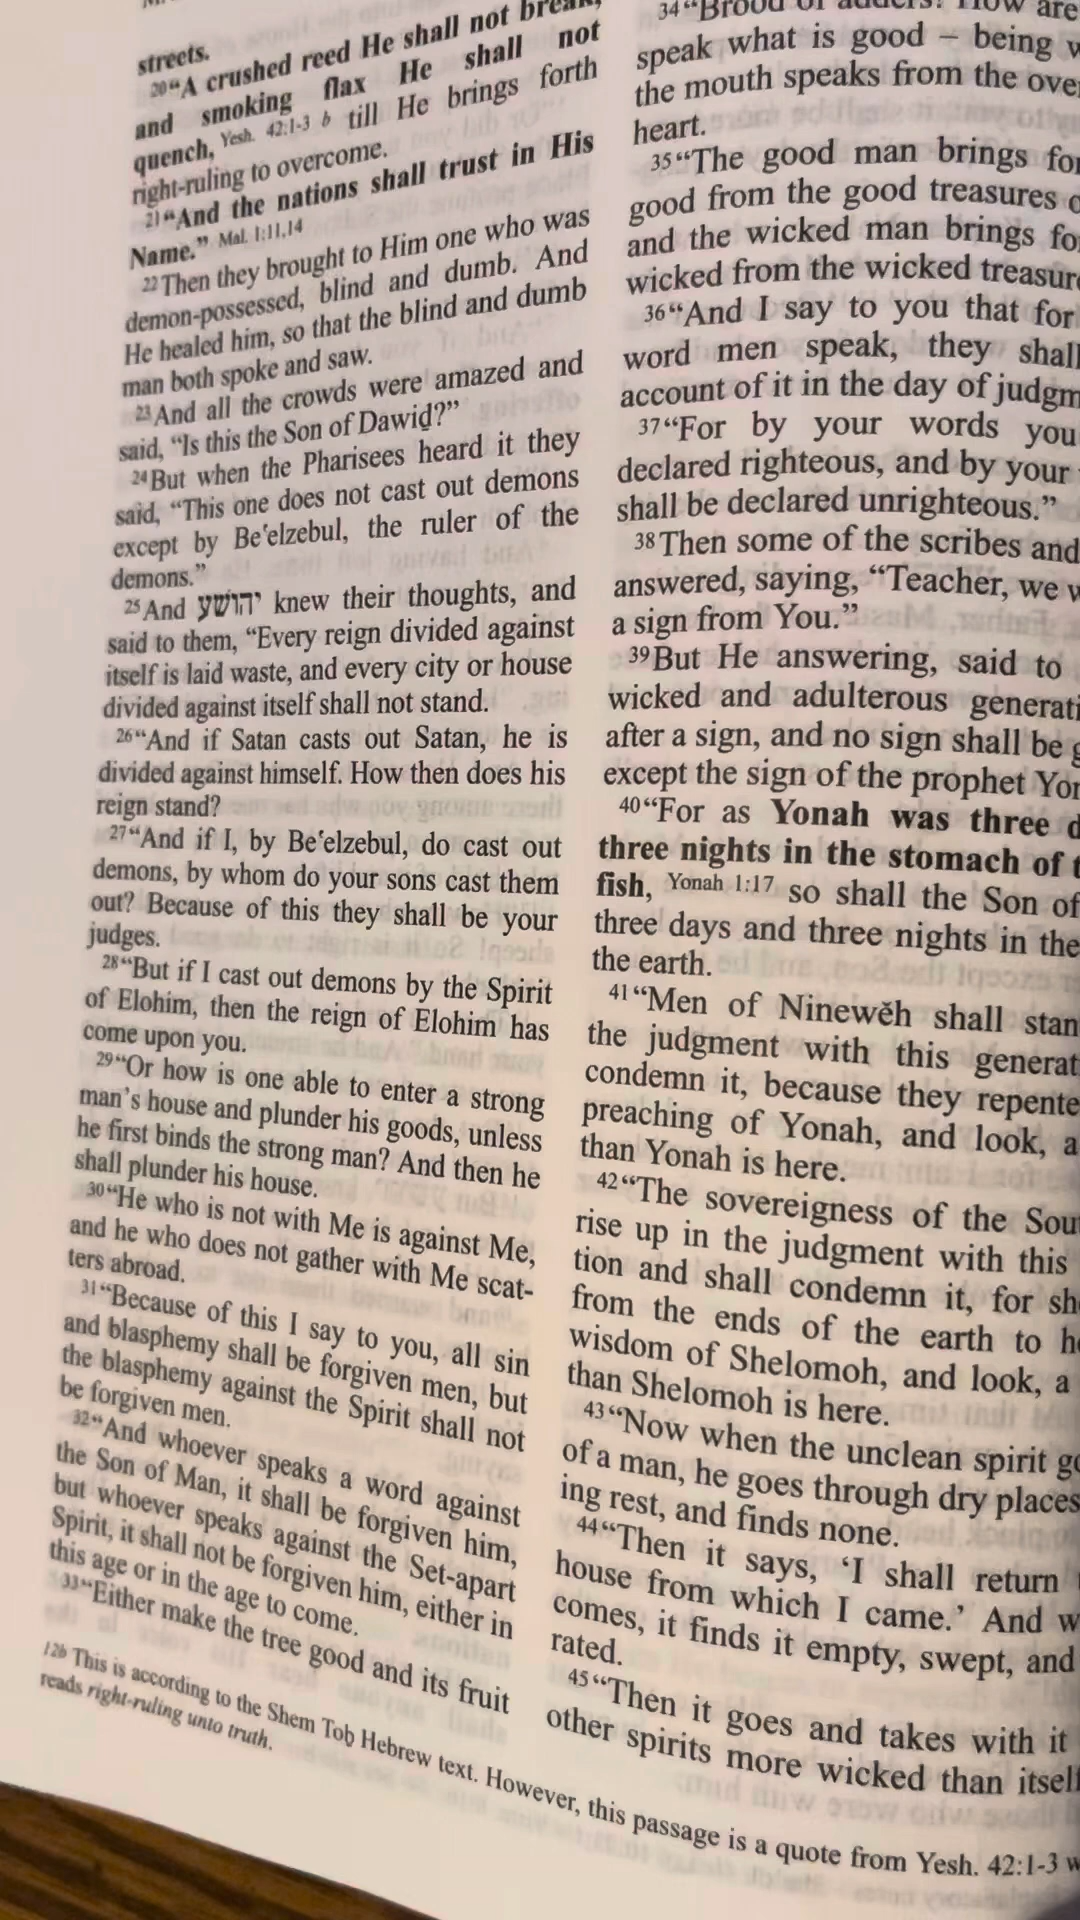 streets.
20“A crushed reed He shall not break,
and smoking flax He shall not
quench, Yesh. 42:1-3 b till He brings forth
right-ruling to overcome.
21“And the nations shall trust in His
Name.” Mal. 1:11,14
22Then they brought to Him one who was
demon-possessed, blind and dumb. And
He healed him, so that the blind and dumb
man both spoke and saw.
23And all the crowds were amazed and
said, “Is this the Son of Dawiḏ?”
24But when the Pharisees heard it they
said, “This one does not cast out demons
except by Beʽelzebul, the ruler of the
demons.”
25And יהושע knew their thoughts, and
said to them, “Every reign divided against
itself is laid waste, and every city or house
divided against itself shall not stand.
26“And if Satan casts out Satan, he is
divided against himself. How then does his
reign stand?
27“And if I, by Beʽelzebul, do cast out
demons, by whom do your sons cast them
out? Because of this they shall be your
judges.
28“But if I cast out demons by the Spirit
of Elohim, then the reign of Elohim has
come upon you.
29“Or how is one able to enter a strong
man’s house and plunder his goods, unless
he first binds the strong man? And then he
shall plunder his house.
30“He who is not with Me is against Me,
and he who does not gather with Me scat-
ters abroad.
31“Because of this I say to you, all sin
and blasphemy shall be forgiven men, but
the blasphemy against the Spirit shall not
be forgiven men.
32“And whoever speaks a word against
the Son of Man, it shall be forgiven him,
but whoever speaks against the Set-apart
Spirit, it shall not be forgiven him, either in
this age or in the age to come.
33“Either make the tree good and its fruit
34“Brood of adders! How are
speak what is good – being
the mouth speaks from the
heart.
35“The good man brings
good from the good treasures
and the wicked man brings
wicked from the wicked
36“And I say to you that for
word men speak, they shall
account of it in the day of
37“For by your words you
declared righteous, and by your
shall be declared unrighteous.”
38Then some of the scribes and
answered, saying, “Teacher, we
a sign from You.”
39But He answering, said to
wicked and adulterous
after a sign, and no sign shall be
except the sign of the prophet
40“For as Yonah was three
three nights in the stomach of
fish, Yonah 1:17 so shall the Son of
three days and three nights in the
the earth.
41“Men of Ninewĕh shall
the judgment with this
condemn it, because they
preaching of Yonah, and look, a
than Yonah is here.
42“The sovereigness of the
rise up in the judgment with this
tion and shall condemn it, for
from the ends of the earth to
wisdom of Shelomoh, and look, a
than Shelomoh is here.
43“Now when the unclean spirit
of a man, he goes through dry places
ing rest, and finds none.
44“Then it says, ‘I shall return
house from which I came.’ And
comes, it finds it empty, swept, and
rated.
45“Then it goes and takes with it
other spirits more wicked than
12b This is according to the Shem Toḇ Hebrew text. However, this passage is a quote from Yesh. 42:1-3
reads right-ruling unto truth.